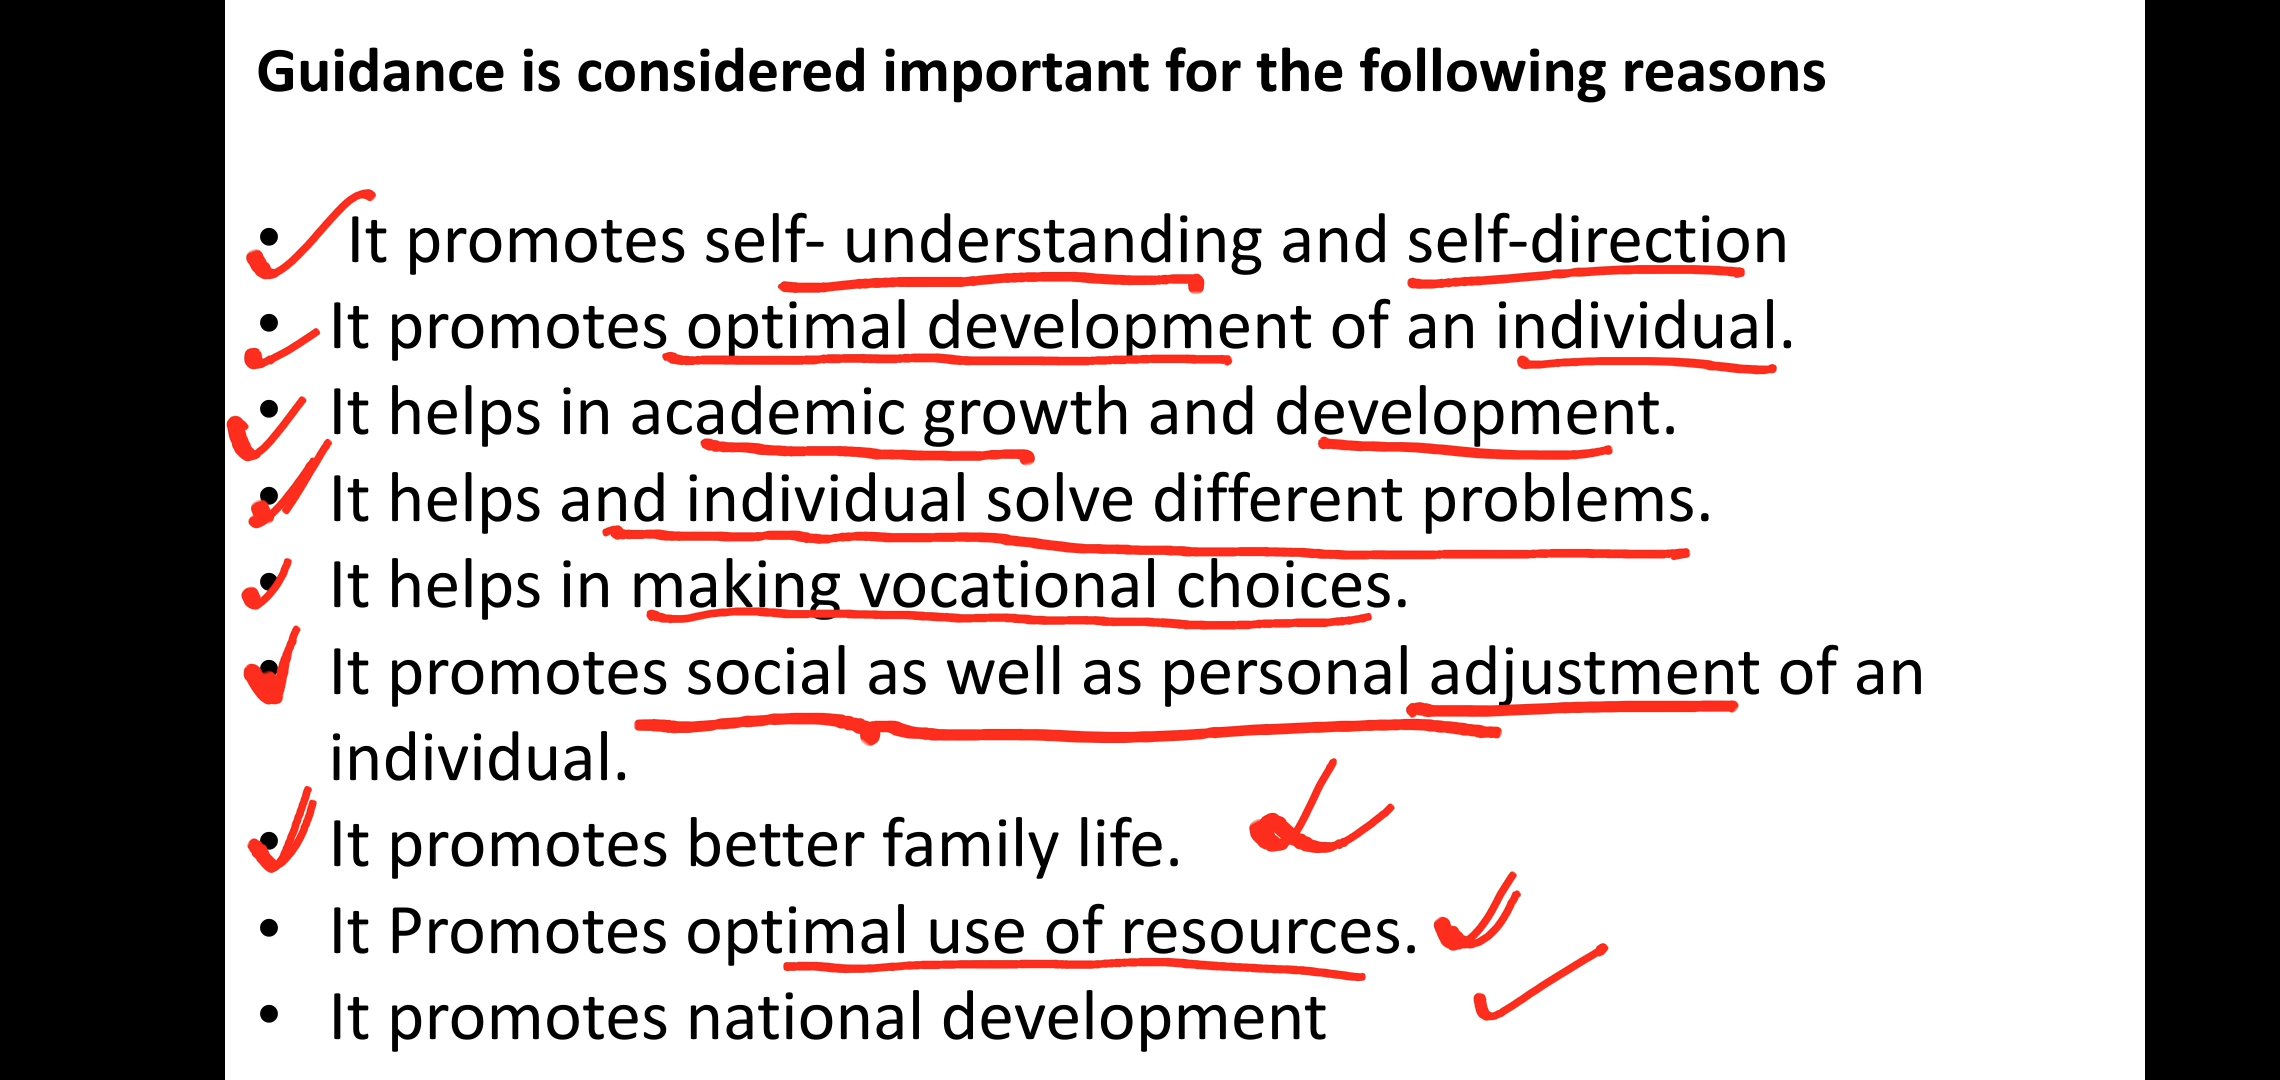 Guidance is considered important for the following reasons
• It promotes self- understanding and self-direction
• It promotes optimal development of an individual.
• It helps in academic growth and development.
• It helps and individual solve different problems.
• It helps in making vocational choices.
• It promotes social as well as personal adjustment of an
individual.
• It promotes better family life.
• It Promotes optimal use of resources.
• It promotes national development